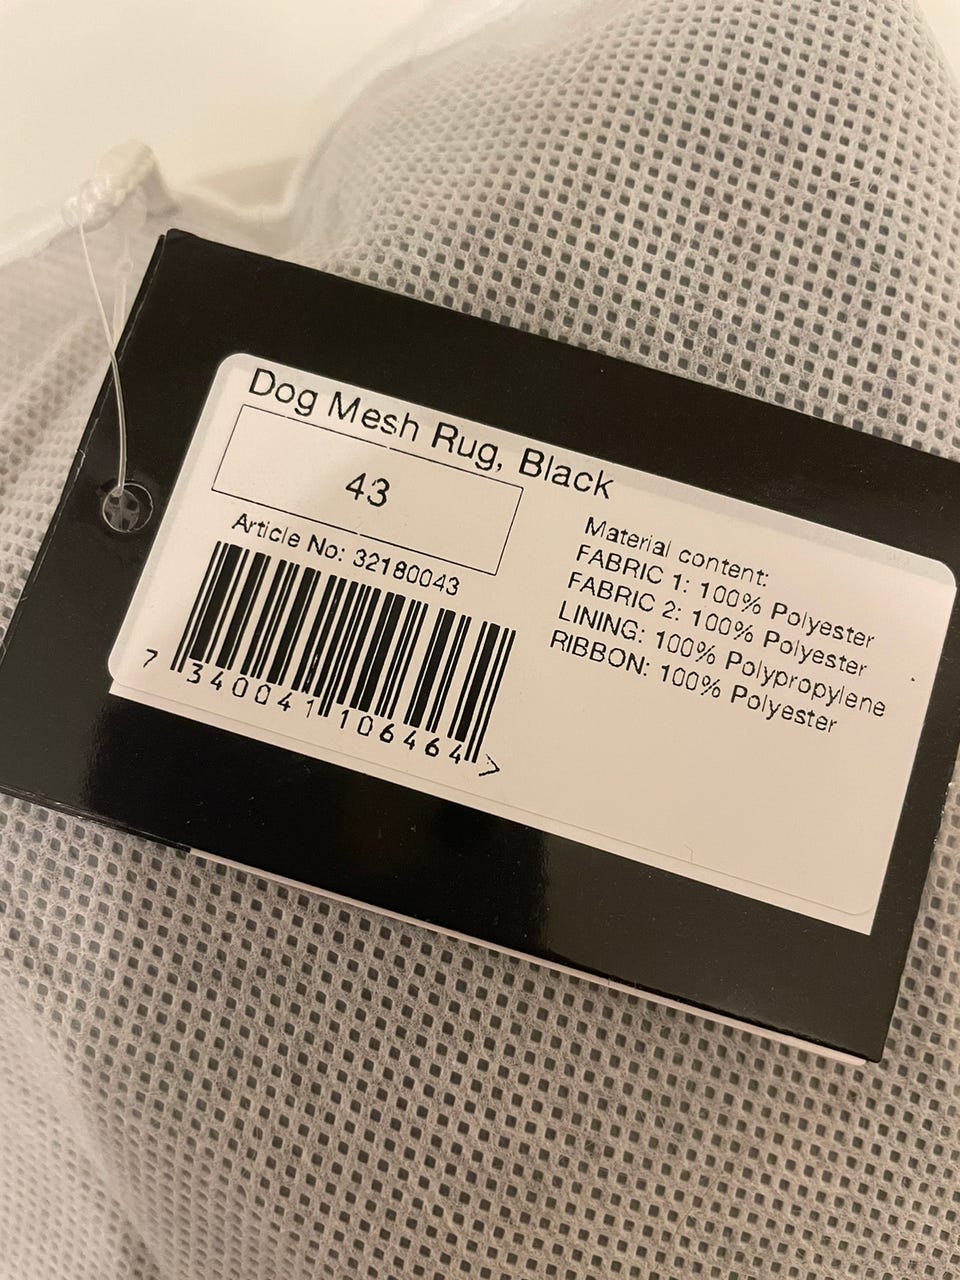 Dog Mesh Rug, Black
43
Article No: 32180043
7 340041 106464 >
Material content:
FABRIC 1: 100% Polyester
FABRIC 2: 100% Polyester
LINING: 100% Polypropylene
RIBBON: 100% Polyester